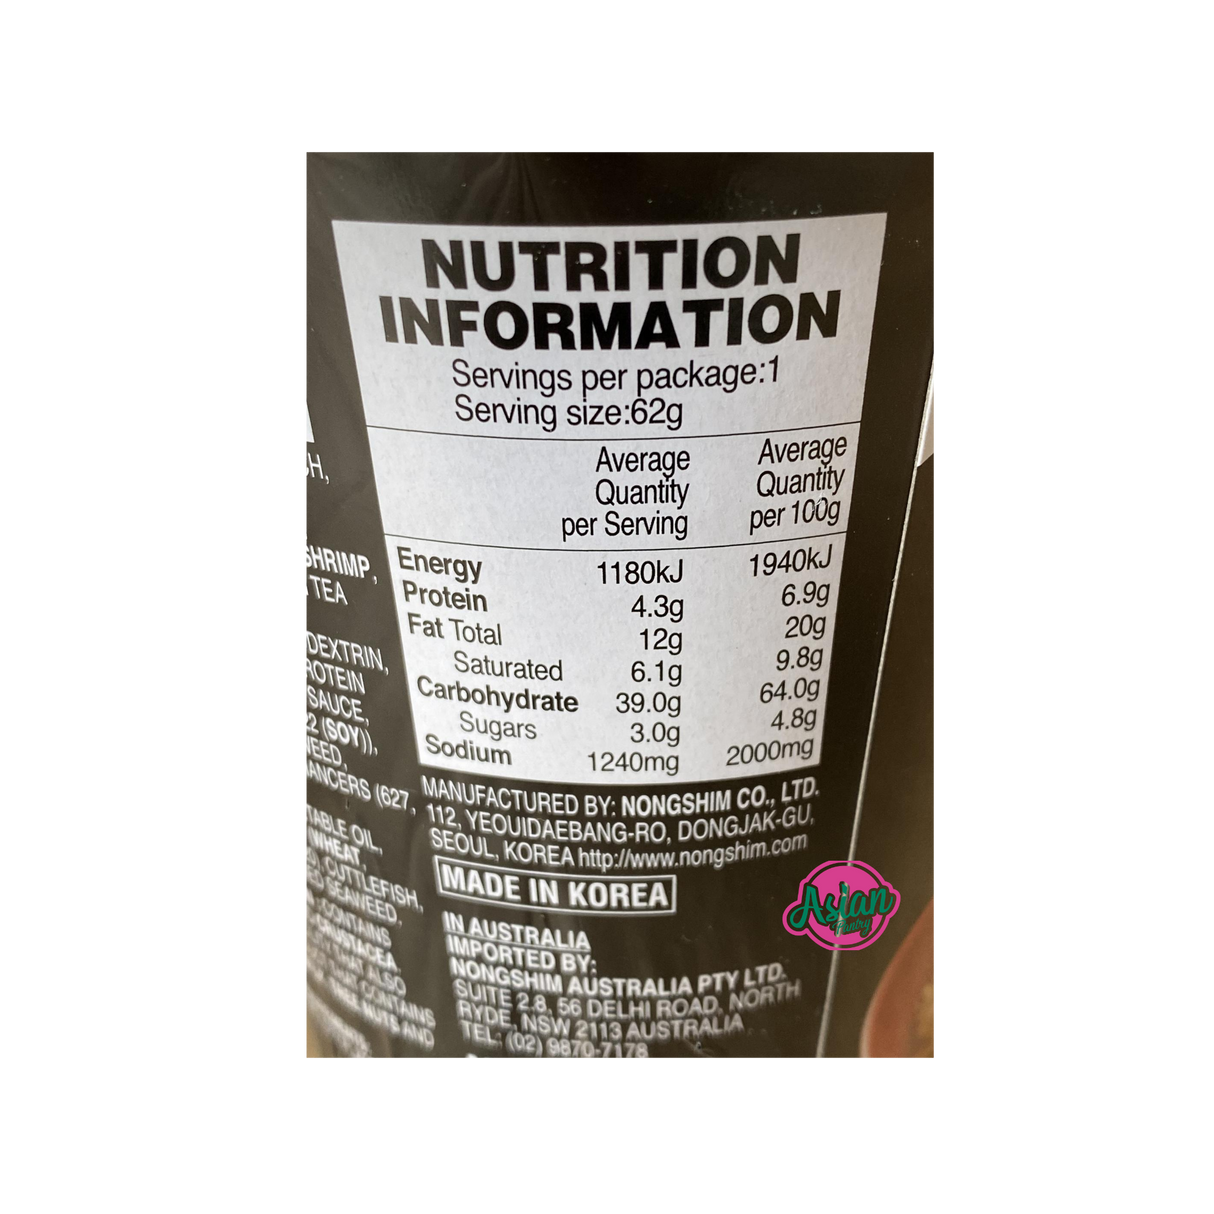 NUTRITION
INFORMATION
Servings per package:1
Serving size:62g
Average Quantity per Serving
Average Quantity per 100g
Energy 1180kJ 1940kJ
Protein 4.3g 6.9g
Fat Total 12g 20g
Saturated 6.1g 9.8g
Carbohydrate 39.0g 64.0g
Sugars 3.0g 4.8g
Sodium 1240mg 2000mg
MANUFACTURED BY: NONGSHIM CO., LTD.
112, YEOUIDAEBANG-RO, DONGJAK-GU,
SEOUL, KOREA http://www.nongshim.com
MADE IN KOREA
IN AUSTRALIA
IMPORTED BY:
NONGSHIM AUSTRALIA PTY LTD.
SUITE 2.8, 56 DELHI ROAD, NORTH
RYDE, NSW 2113 AUSTRALIA
TEL: (02) 9870-7178
SHRIMP,
TEA
DEXTRIN,
SAUCE,
(SOY)),
(627,
OIL,
WHEAT,
CUTTLEFISH,
SEAWEED.
CONTAINS
ALSO
CONTAINS
NUTS AND
Asian
Pantry